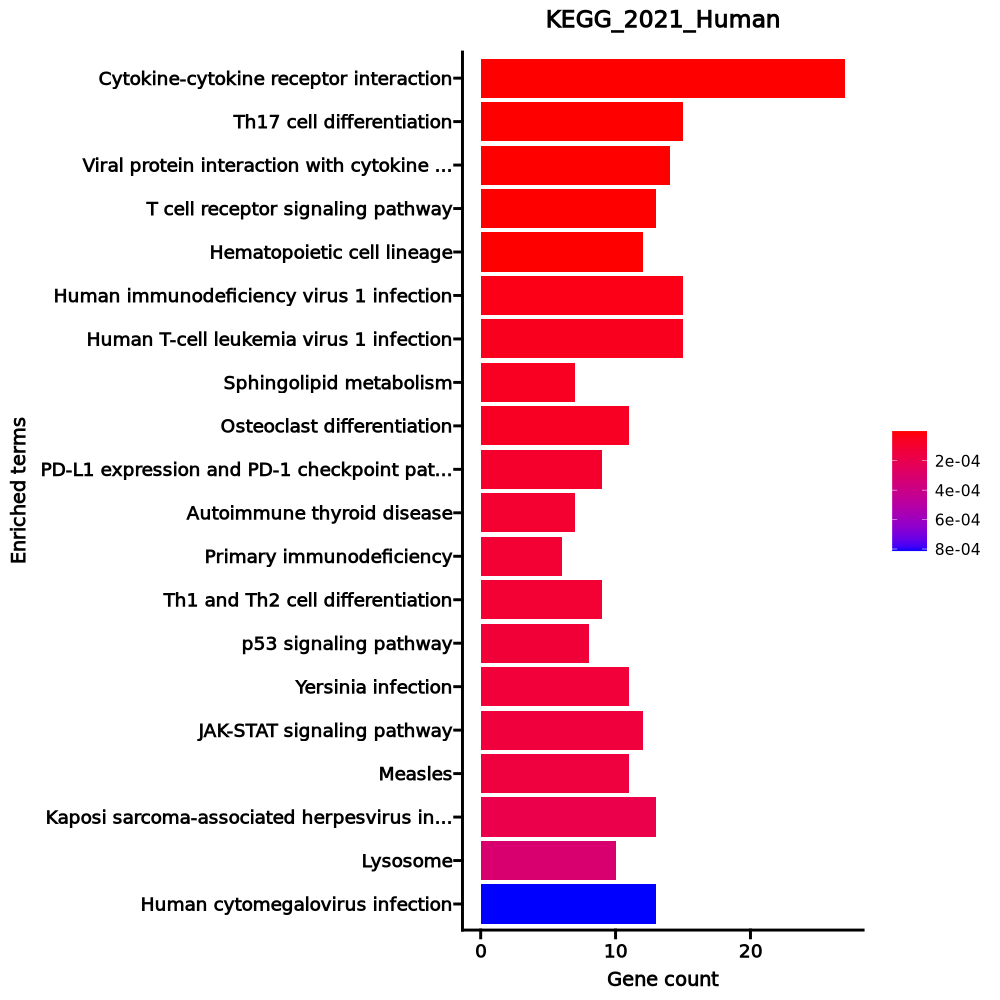 KEGG_2021_Human
Cytokine-cytokine receptor interaction
Th17 cell differentiation
Viral protein interaction with cytokine ...
T cell receptor signaling pathway
Hematopoietic cell lineage
Human immunodeficiency virus 1 infection
Human T-cell leukemia virus 1 infection
Sphingolipid metabolism
Osteoclast differentiation
PD-L1 expression and PD-1 checkpoint pat...
Autoimmune thyroid disease
Primary immunodeficiency
Th1 and Th2 cell differentiation
p53 signaling pathway
Yersinia infection
JAK-STAT signaling pathway
Measles
Kaposi sarcoma-associated herpesvirus in...
Lysosome
Human cytomegalovirus infection
Enriched terms
0 10 20
Gene count
2e-04
4e-04
6e-04
8e-04